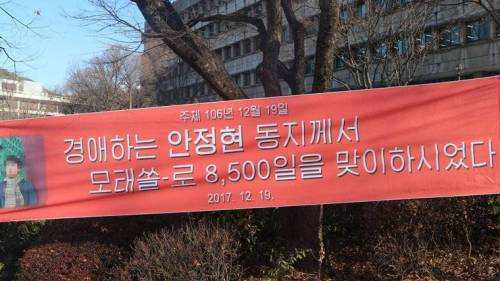 주체 106년 12월 19일
경애하는 안정현 동지께서
모태쏠-로 8,500일을 맞이하시었다
2017. 12. 19.